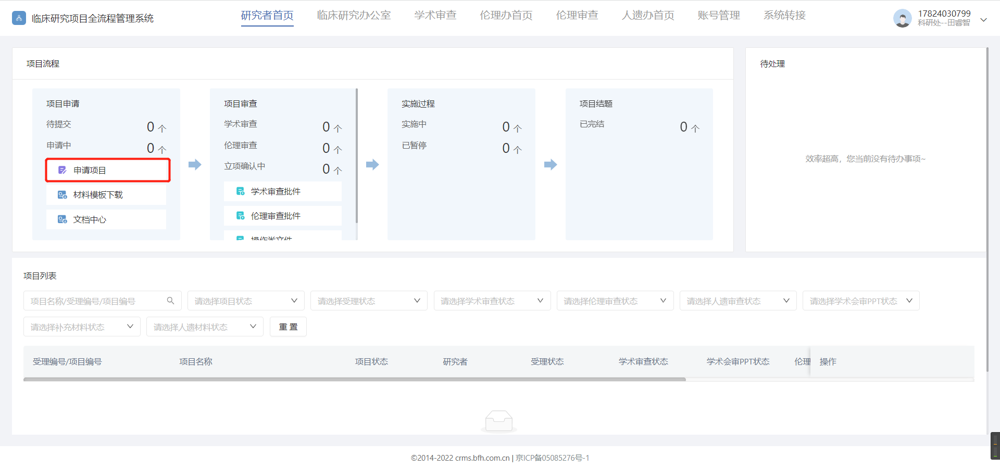 临床研究项目全流程管理系统
研究者首页 临床研究办公室 学术审查 伦理办首页 伦理审查 人遗办首页 账号管理 系统转接
17824030799
科研处--田睿智
项目流程
项目申请
待提交 0 个
申请中 0 个
申请项目
材料模板下载
文档中心
项目审查
学术审查 0 个
伦理审查 0 个
立项确认中 0 个
学术审查批件
伦理审查批件
操作类文件
实施过程
实施中 0 个
已暂停 0 个
项目结题
已完结 0 个
待处理
效率超高，您当前没有待办事项~
项目列表
项目名称/受理编号/项目编号 请选择项目状态 请选择受理状态 请选择学术审查状态 请选择伦理审查状态 请选择人遗审查状态 请选择学术会审PPT状态
请选择补充材料状态 请选择人遗材料状态 重 置
受理编号/项目编号 项目名称 项目状态 研究者 受理状态 学术审查状态 学术会审PPT状态 伦理 操作
©2014-2022 crms.bfh.com.cn | 京ICP备05085276号-1